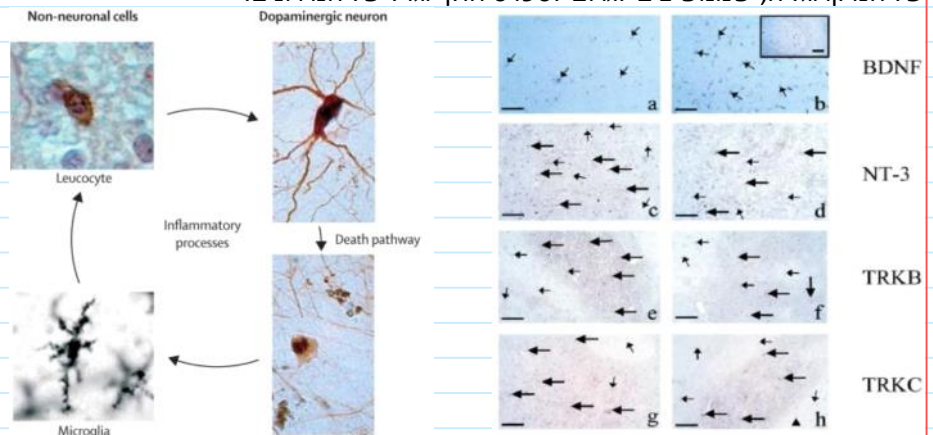 Non-neuronal cells
Dopaminergic neuron
Leucocyte
Inflammatory
processes
Death pathway
Microglia
a
b
BDNF
c
d
NT-3
e
f
TRKB
g
h
TRKC